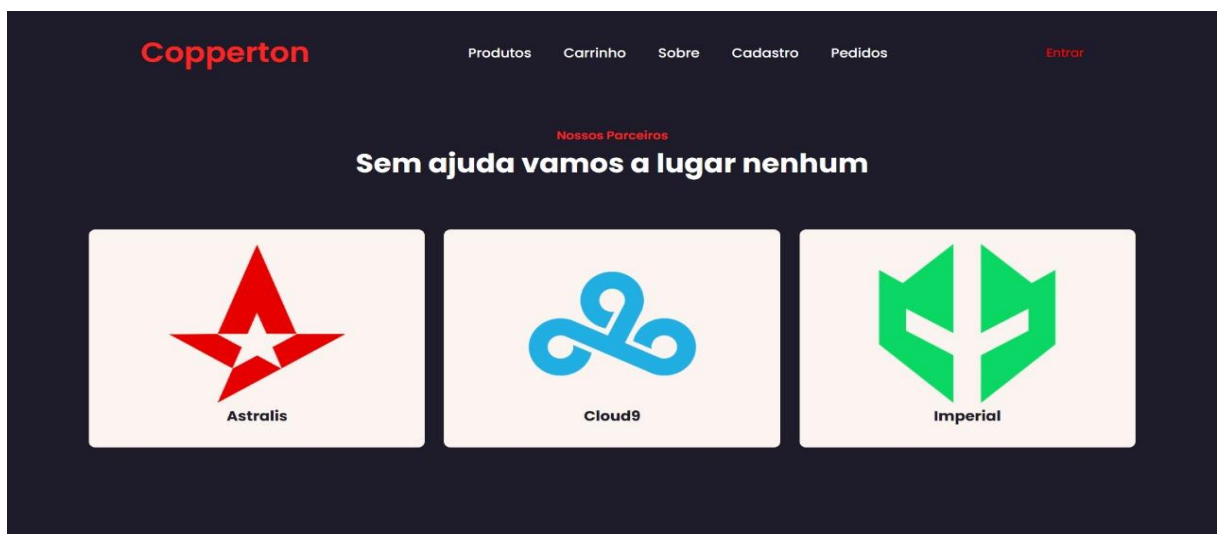 Copperton Produtos Carrinho Sobre Cadastro Pedidos Entrar
Nossos Parceiros
Sem ajuda vamos a lugar nenhum
Astralis Cloud9 Imperial